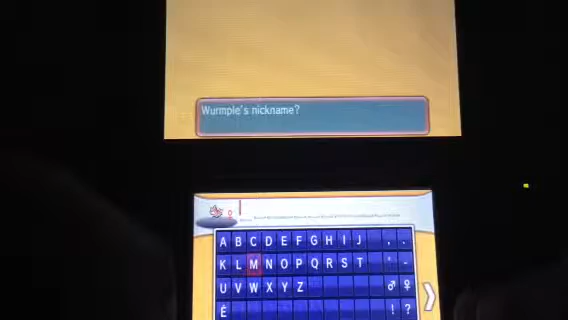 Wurmple's nickname?
A B C D E F G H I J , .
K L M N O P Q R S T ' -
U V W X Y Z ♂ ♀
É ! ?